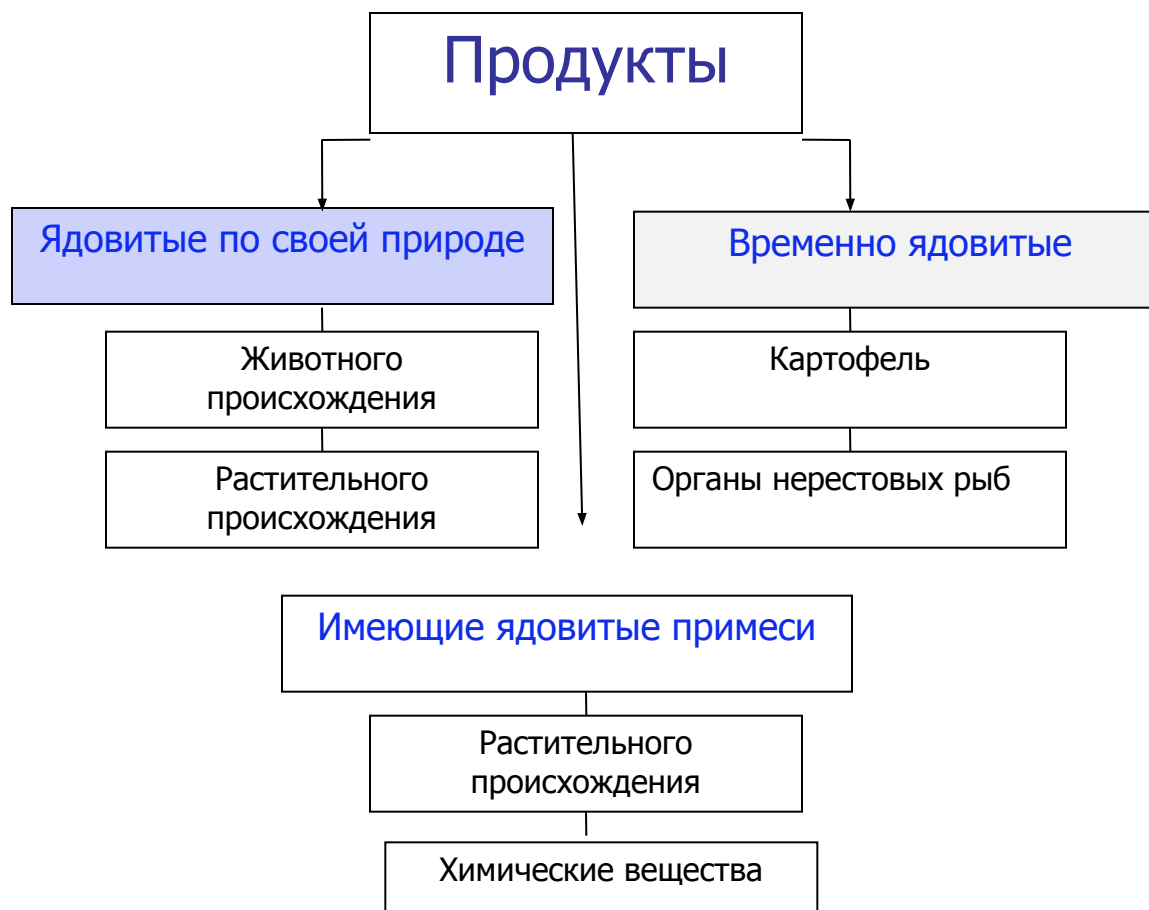 Продукты
Ядовитые по своей природе
Временно ядовитые
Животного
происхождения
Картофель
Растительного
происхождения
Органы нерестовых рыб
Имеющие ядовитые примеси
Растительного
происхождения
Химические вещества